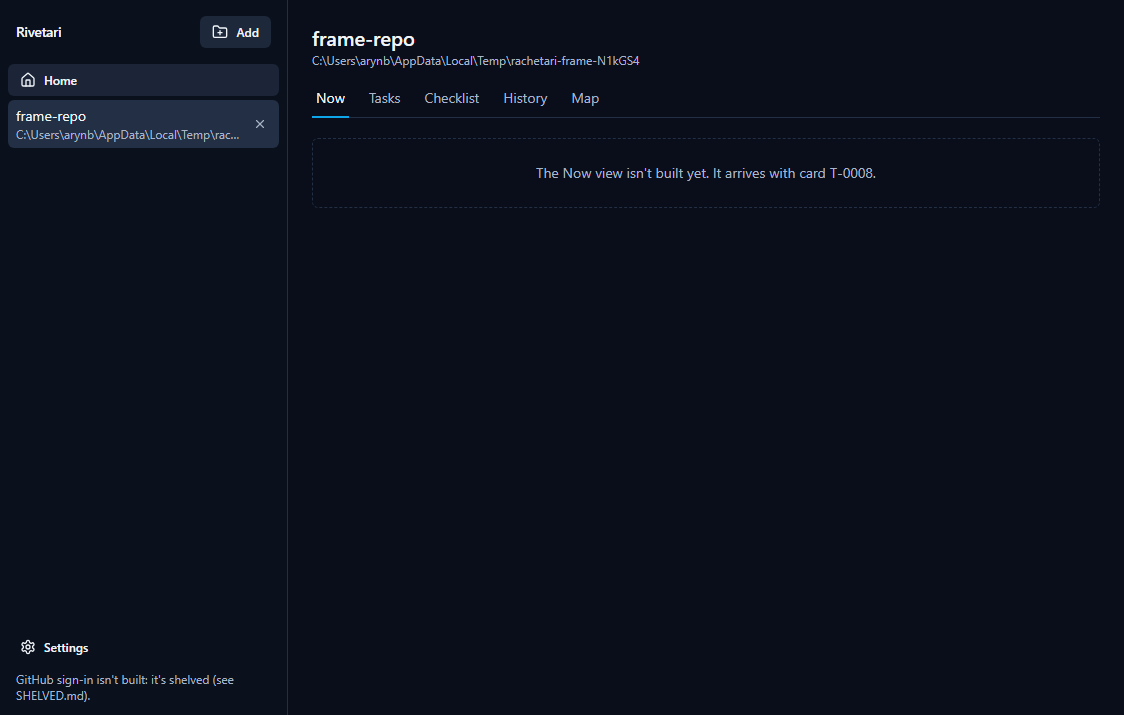 Rivetari
Add
Home
frame-repo
C:\Users\arynb\AppData\Local\Temp\rac...
Settings
GitHub sign-in isn't built: it's shelved (see
SHELVED.md).
frame-repo
C:\Users\arynb\AppData\Local\Temp\rachetari-frame-N1kGS4
Now Tasks Checklist History Map
The Now view isn't built yet. It arrives with card T-0008.